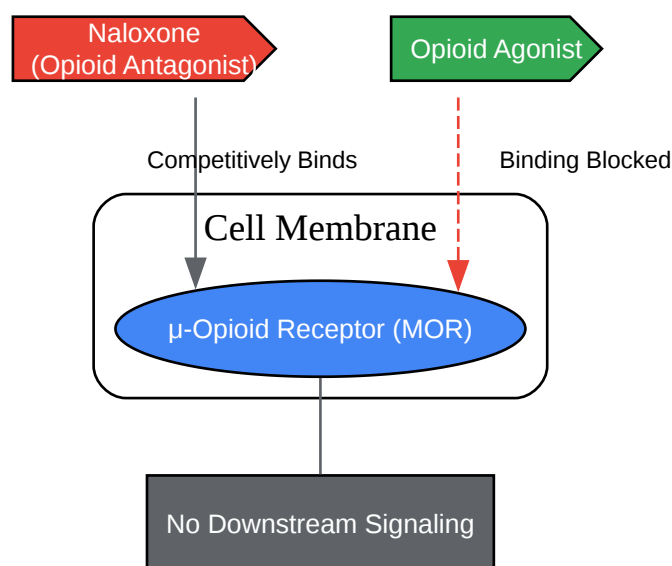 Naloxone
(Opioid Antagonist)
Opioid Agonist
Competitively Binds
Binding Blocked
Cell Membrane
μ-Opioid Receptor (MOR)
No Downstream Signaling